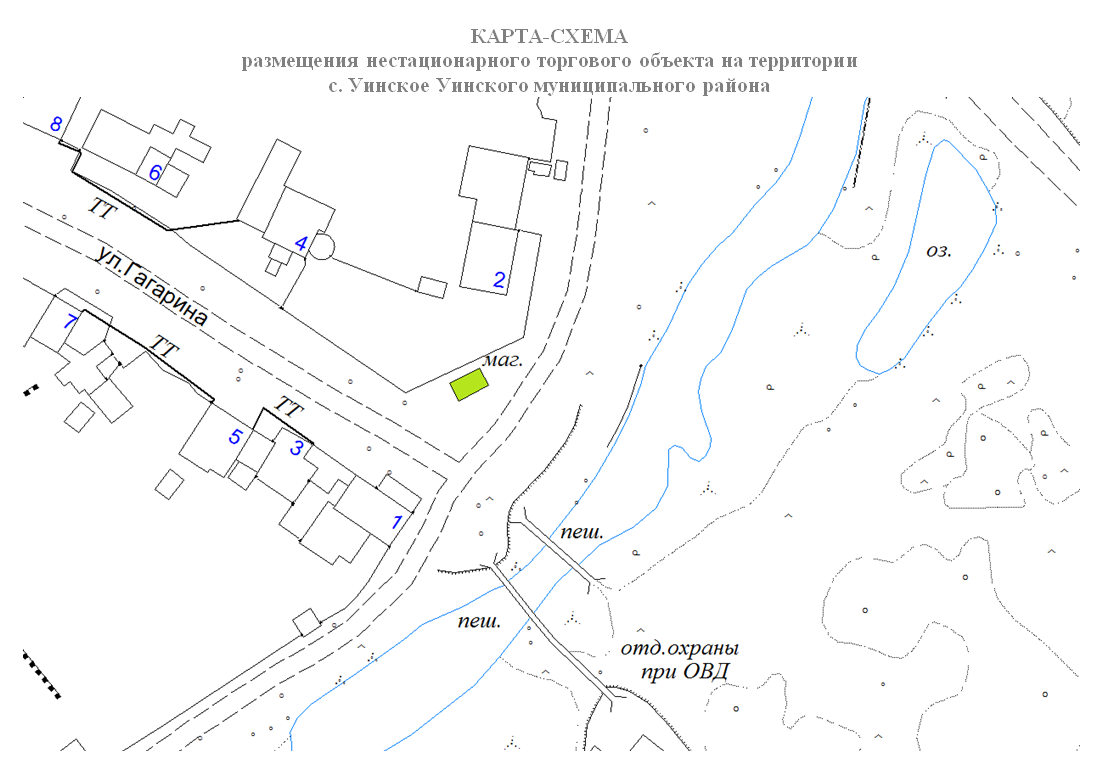 КАРТА-СХЕМА
размещения нестационарного торгового объекта на территории
с. Уинское Уинского муниципального района
8
6
ТТ
4
2
оз.
ул.Гагарина
7
ТТ
маг.
ТТ
5
3
1
пеш.
пеш.
отд.охраны
при ОВД